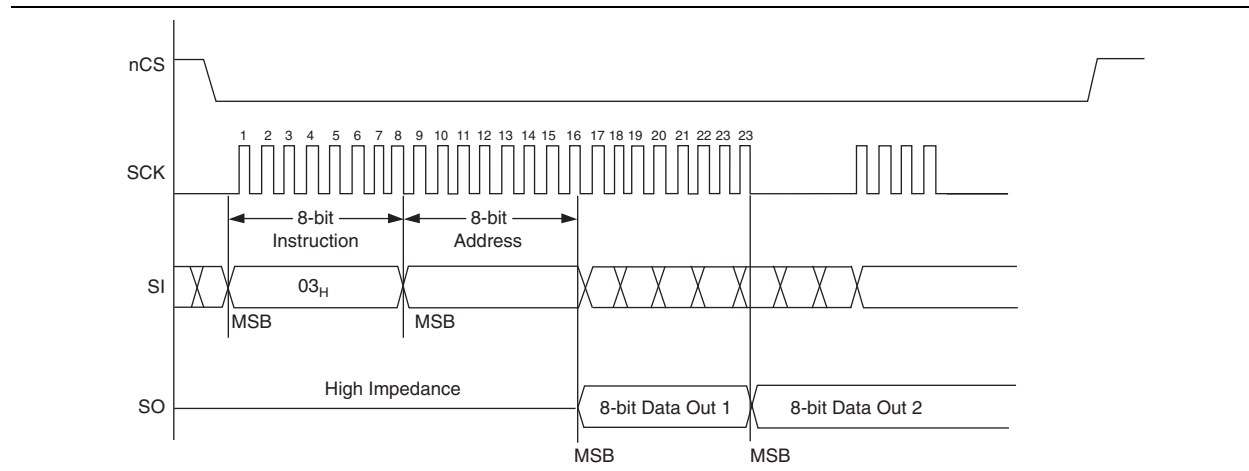 nCS
1 2 3 4 5 6 7 8 9 10 11 12 13 14 15 16 17 18 19 20 21 22 23 23
SCK
8-bit Instruction
8-bit Address
SI
03H
MSB
MSB
High Impedance
SO
8-bit Data Out 1
8-bit Data Out 2
MSB
MSB